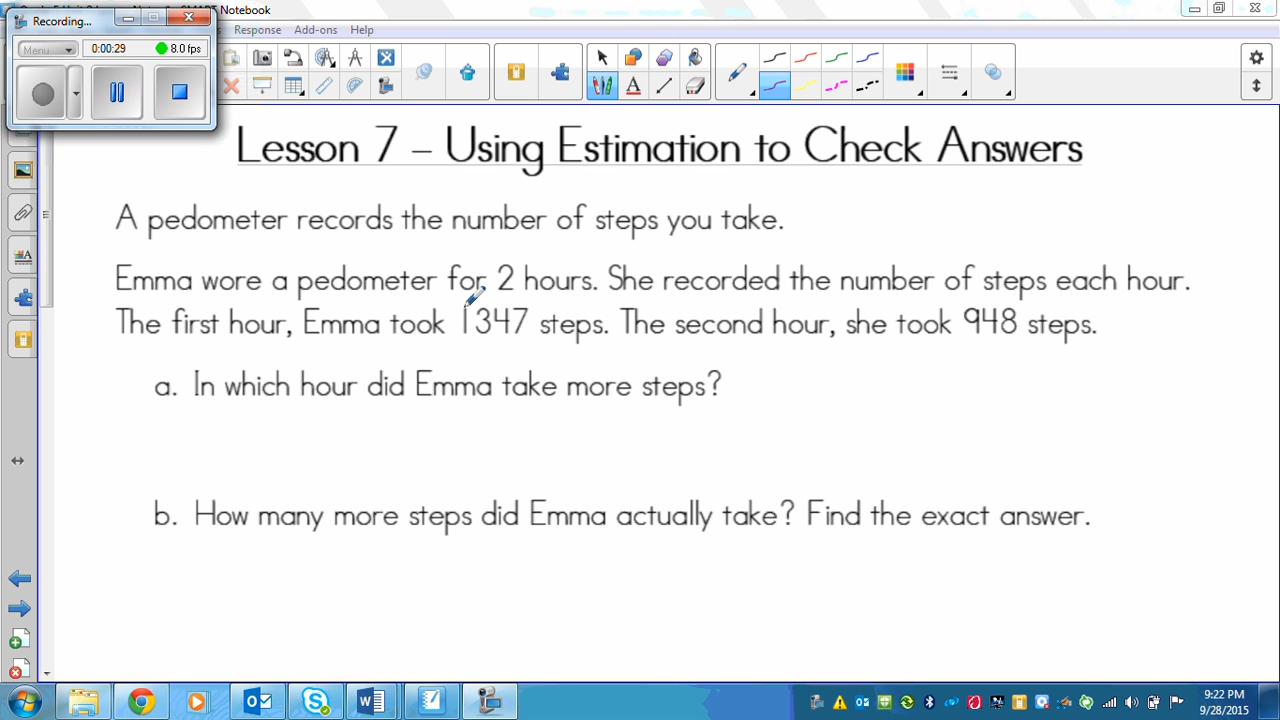 Recording...
SMART Notebook
Menu
0:00:29
8.0 fps
Response Add-ons Help
Lesson 7 – Using Estimation to Check Answers
A pedometer records the number of steps you take.
Emma wore a pedometer for 2 hours. She recorded the number of steps each hour.
The first hour, Emma took 1347 steps. The second hour, she took 948 steps.
a. In which hour did Emma take more steps?
b. How many more steps did Emma actually take? Find the exact answer.
9:22 PM
9/28/2015